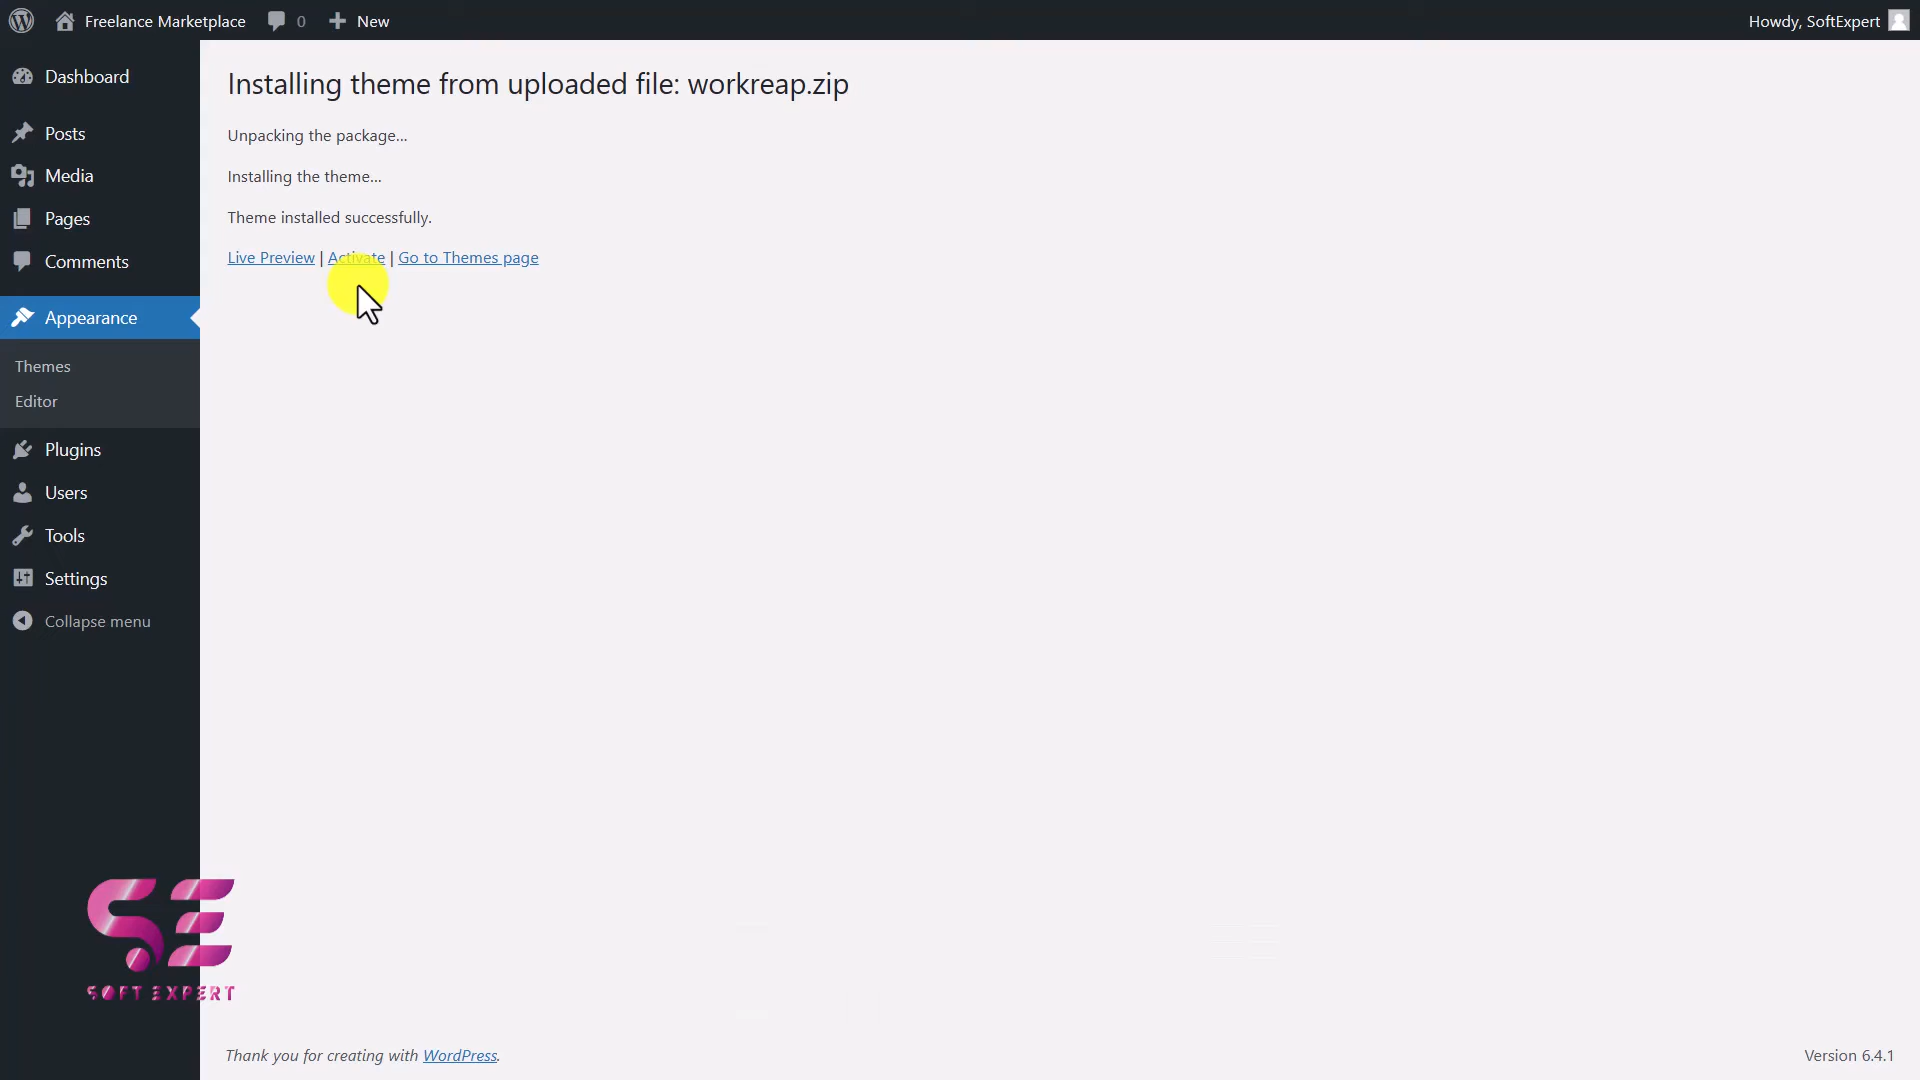 Freelance Marketplace 0 New Howdy, SoftExpert
Dashboard
Posts
Media
Pages
Comments
Appearance
Themes
Editor
Plugins
Users
Tools
Settings
Collapse menu
Installing theme from uploaded file: workreap.zip
Unpacking the package...
Installing the theme...
Theme installed successfully.
Live Preview | Activate | Go to Themes page
SE
SOFT EXPERT
Thank you for creating with WordPress.
Version 6.4.1